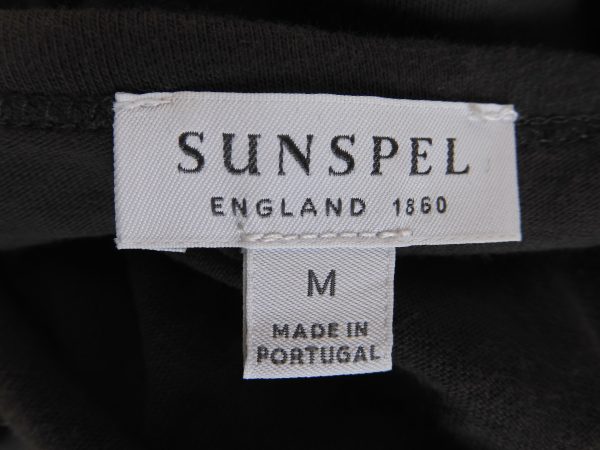 SUNSPEL
ENGLAND 1860
M
MADE IN
PORTUGAL